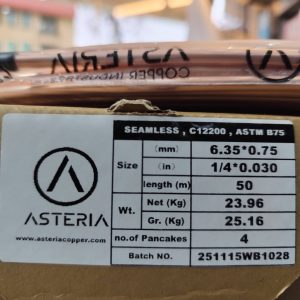 ASTERIA
COPPER INDUSTRIES
SEAMLESS , C12200 , ASTM B75
Size (mm) 6.35*0.75
(in) 1/4*0.030
length (m) 50
Wt. Net (Kg) 23.96
Gr. (Kg) 25.16
no.of Pancakes 4
Batch NO. 251115WB1028
ASTERIA
www.asteriacopper.com